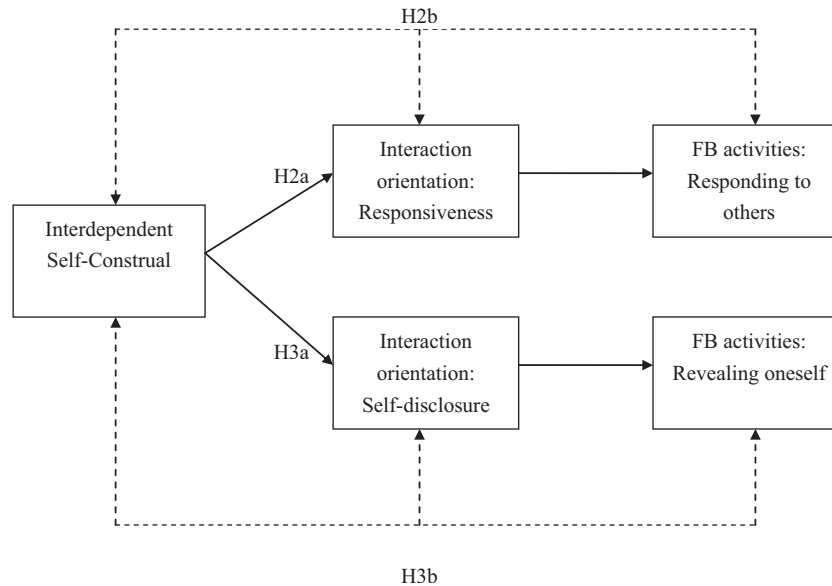 H2b
Interaction
orientation:
Responsiveness
FB activities:
Responding to
others
H2a
Interdependent
Self-Construal
H3a
Interaction
orientation:
Self-disclosure
FB activities:
Revealing oneself
H3b